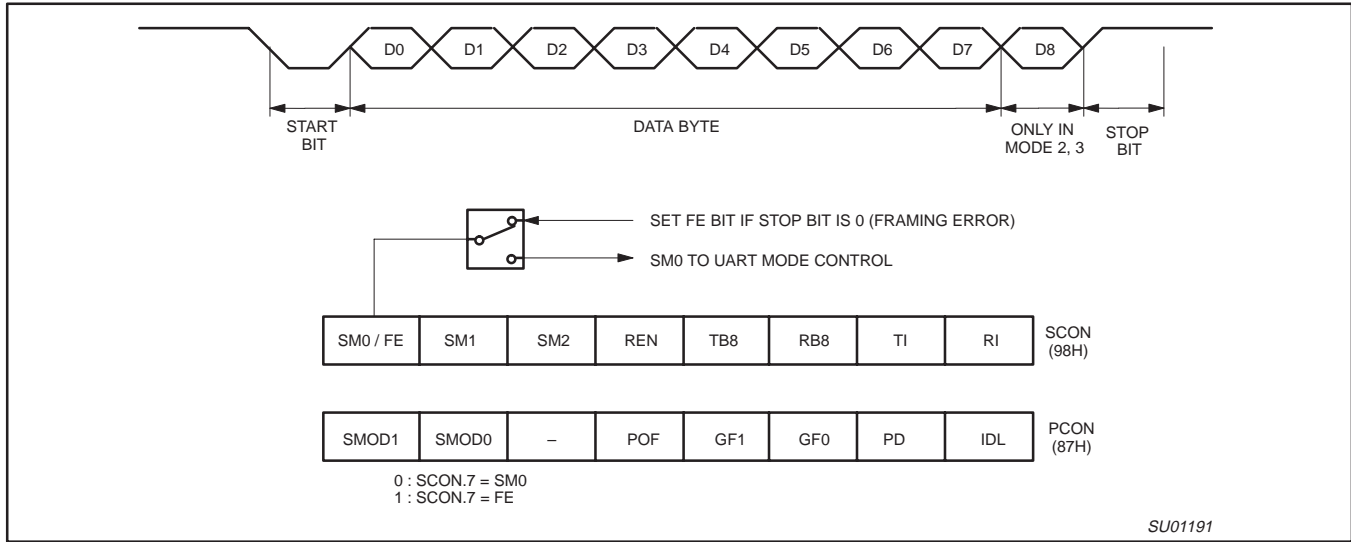 D0 D1 D2 D3 D4 D5 D6 D7 D8
START
BIT
DATA BYTE
ONLY IN
MODE 2, 3
STOP
BIT
SET FE BIT IF STOP BIT IS 0 (FRAMING ERROR)
SM0 TO UART MODE CONTROL
SM0 / FE SM1 SM2 REN TB8 RB8 TI RI
SCON
(98H)
SMOD1 SMOD0 – POF GF1 GF0 PD IDL
PCON
(87H)
0 : SCON.7 = SM0
1 : SCON.7 = FE
SU01191